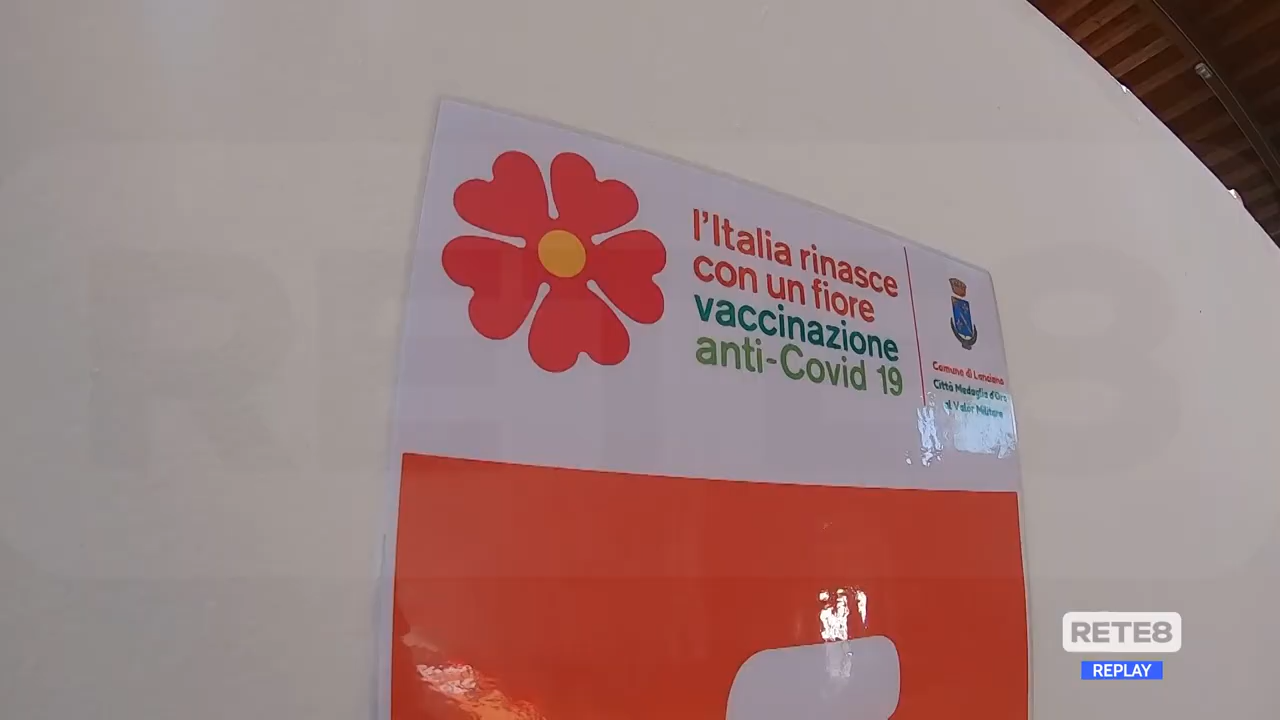 l'Italia rinasce
con un fiore
vaccinazione
anti-Covid 19
Comune di Lanciano
Città Medaglia d'Oro
al Valor Militare
RETE8
REPLAY